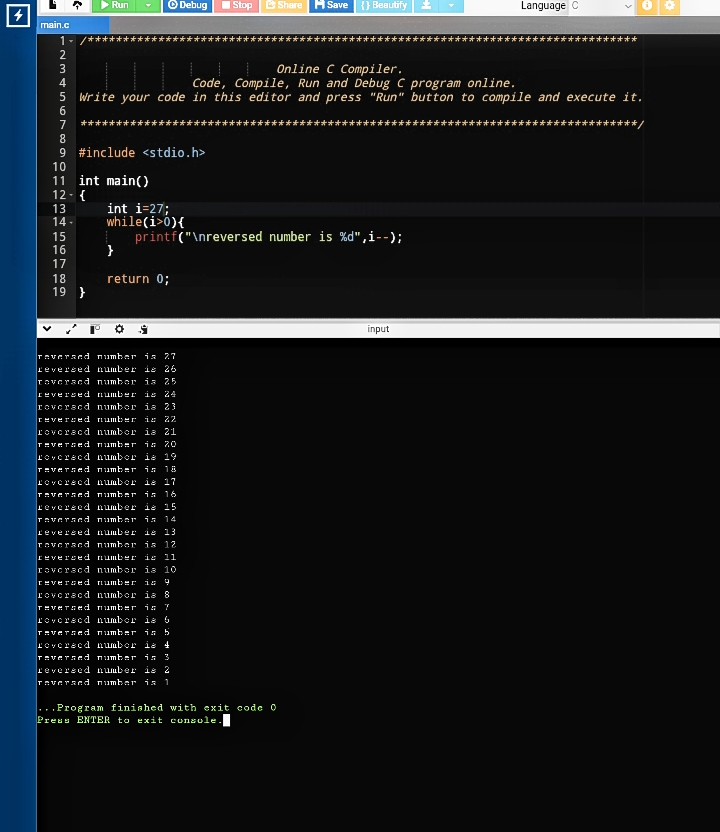 Run Debug Stop Share Save { } Beautify Language C
main.c
1 /******************************************************************************
2
3 Online C Compiler.
4 Code, Compile, Run and Debug C program online.
5 Write your code in this editor and press "Run" button to compile and execute it.
6
7 *******************************************************************************/
8
9 #include <stdio.h>
10
11 int main()
12 {
13 int i=27;
14 while(i>0){
15 printf("\nreversed number is %d",i--);
16 }
17
18 return 0;
19 }
input
reversed number is 27
reversed number is 26
reversed number is 25
reversed number is 24
reversed number is 23
reversed number is 22
reversed number is 21
reversed number is 20
reversed number is 19
reversed number is 18
reversed number is 17
reversed number is 16
reversed number is 15
reversed number is 14
reversed number is 13
reversed number is 12
reversed number is 11
reversed number is 10
reversed number is 9
reversed number is 8
reversed number is 7
reversed number is 6
reversed number is 5
reversed number is 4
reversed number is 3
reversed number is 2
reversed number is 1
...Program finished with exit code 0
Press ENTER to exit console.